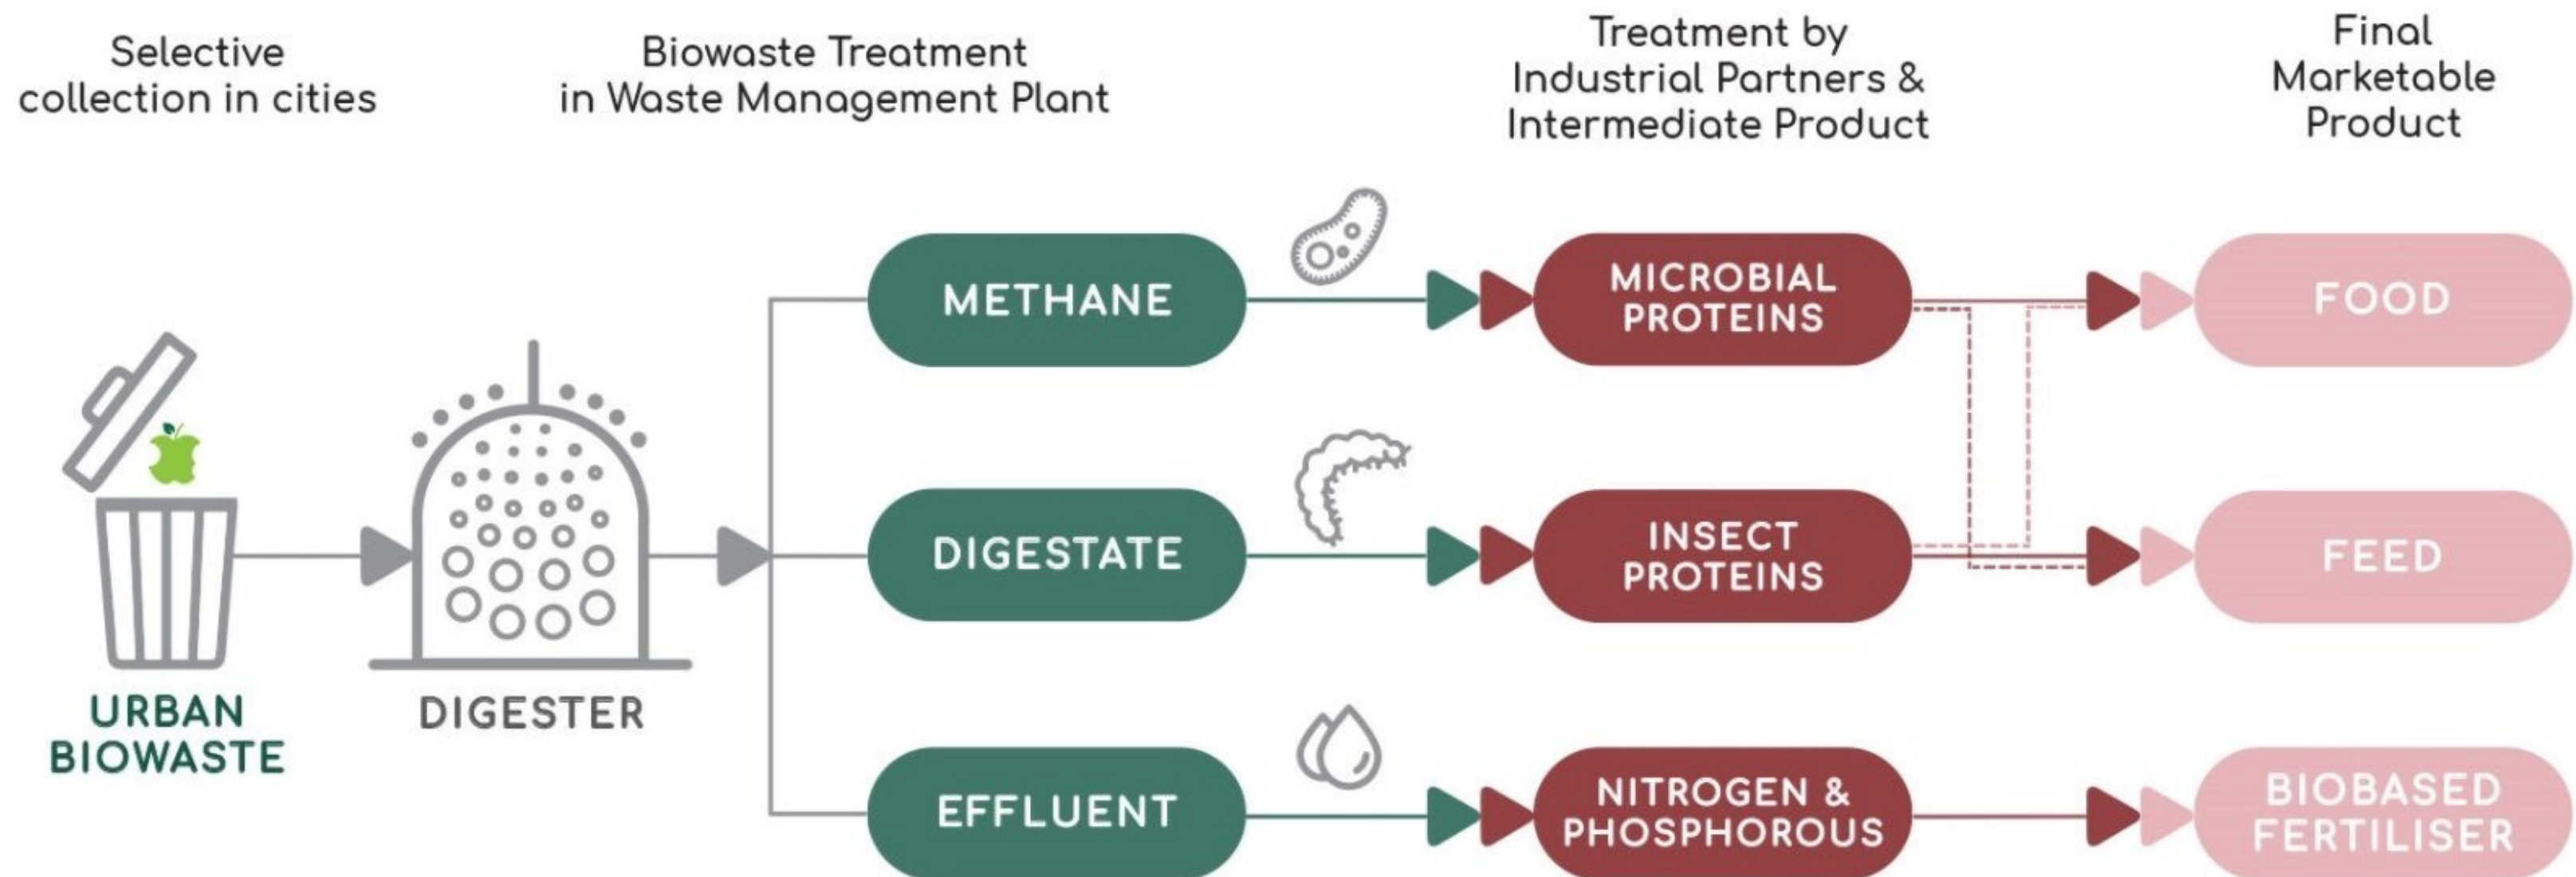 Selective
collection in cities
Biowaste Treatment
in Waste Management Plant
Treatment by
Industrial Partners &
Intermediate Product
Final
Marketable
Product
METHANE
MICROBIAL
PROTEINS
FOOD
DIGESTATE
INSECT
PROTEINS
FEED
URBAN
BIOWASTE
DIGESTER
EFFLUENT
NITROGEN &
PHOSPHOROUS
BIOBASED
FERTILISER